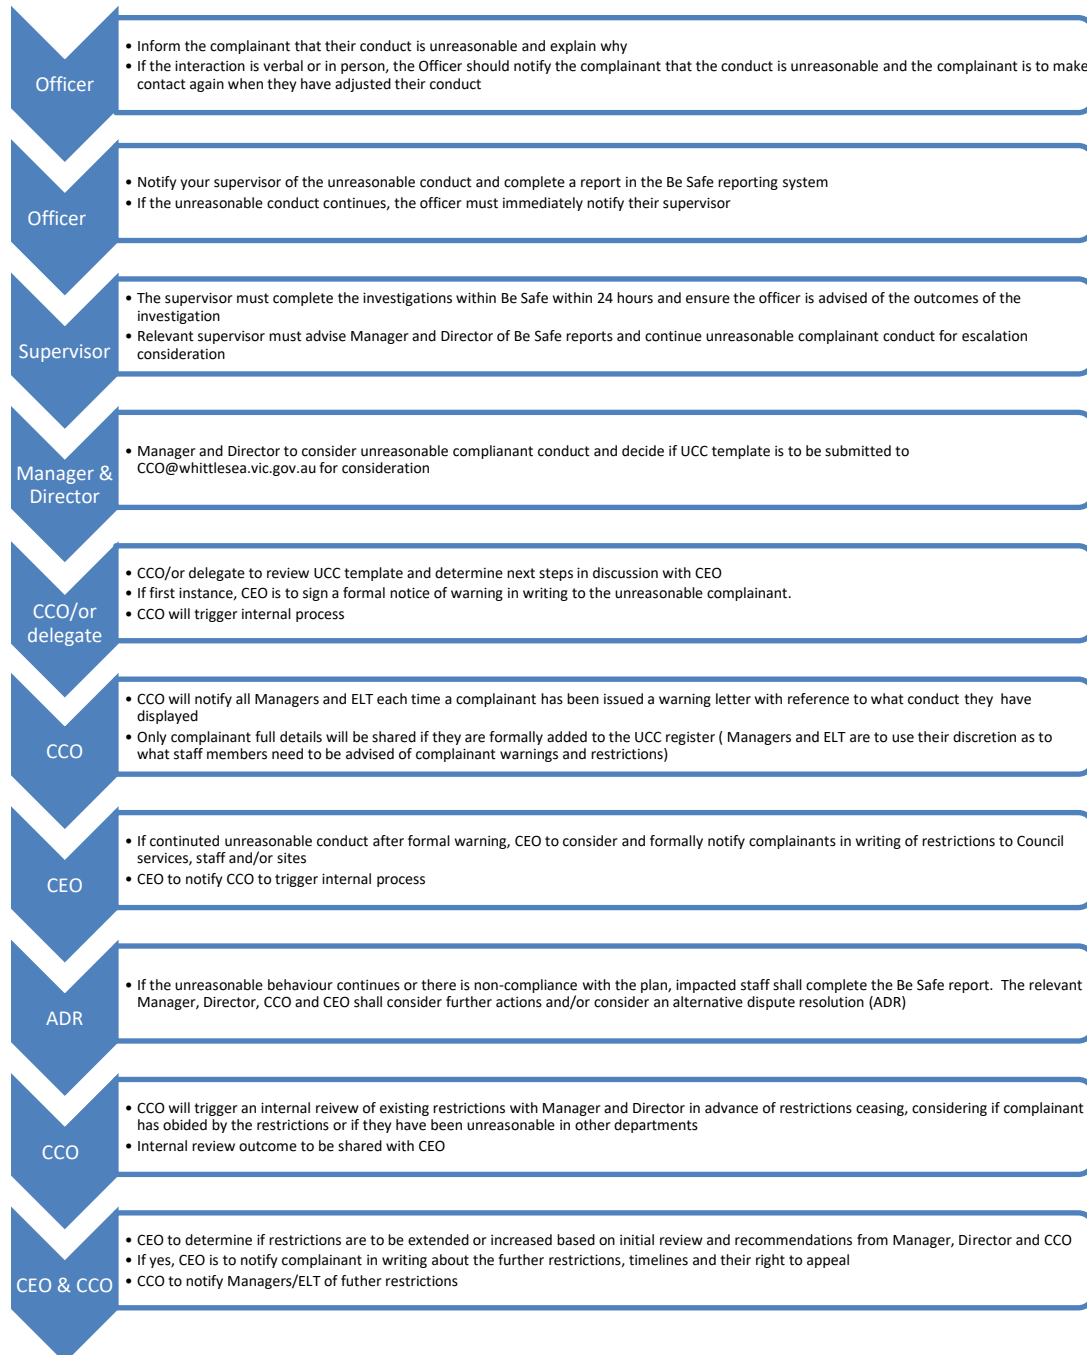 Officer
• Inform the complainant that their conduct is unreasonable and explain why
• If the interaction is verbal or in person, the Officer should notify the complainant that the conduct is unreasonable and the complainant is to make
contact again when they have adjusted their conduct
Officer
• Notify your supervisor of the unreasonable conduct and complete a report in the Be Safe reporting system
• If the unreasonable conduct continues, the officer must immediately notify their supervisor
Supervisor
• The supervisor must complete the investigations within Be Safe within 24 hours and ensure the officer is advised of the outcomes of the
investigation
• Relevant supervisor must advise Manager and Director of Be Safe reports and continue unreasonable complainant conduct for escalation
consideration
Manager &
Director
• Manager and Director to consider unreasonable complianant conduct and decide if UCC template is to be submitted to
CCO@whittlesea.vic.gov.au for consideration
CCO/or
delegate
• CCO/or delegate to review UCC template and determine next steps in discussion with CEO
• If first instance, CEO is to sign a formal notice of warning in writing to the unreasonable complainant.
• CCO will trigger internal process
CCO
• CCO will notify all Managers and ELT each time a complainant has been issued a warning letter with reference to what conduct they have
displayed
• Only complainant full details will be shared if they are formally added to the UCC register ( Managers and ELT are to use their discretion as to
what staff members need to be advised of complainant warnings and restrictions)
CEO
• If continuted unreasonable conduct after formal warning, CEO to consider and formally notify complainants in writing of restrictions to Council
services, staff and/or sites
• CEO to notify CCO to trigger internal process
ADR
• If the unreasonable behaviour continues or there is non-compliance with the plan, impacted staff shall complete the Be Safe report. The relevant
Manager, Director, CCO and CEO shall consider further actions and/or consider an alternative dispute resolution (ADR)
CCO
• CCO will trigger an internal reivew of existing restrictions with Manager and Director in advance of restrictions ceasing, considering if complainant
has obided by the restrictions or if they have been unreasonable in other departments
• Internal review outcome to be shared with CEO
CEO & CCO
• CEO to determine if restrictions are to be extended or increased based on initial review and recommendations from Manager, Director and CCO
• If yes, CEO is to notify complainant in writing about the further restrictions, timelines and their right to appeal
• CCO to notify Managers/ELT of futher restrictions